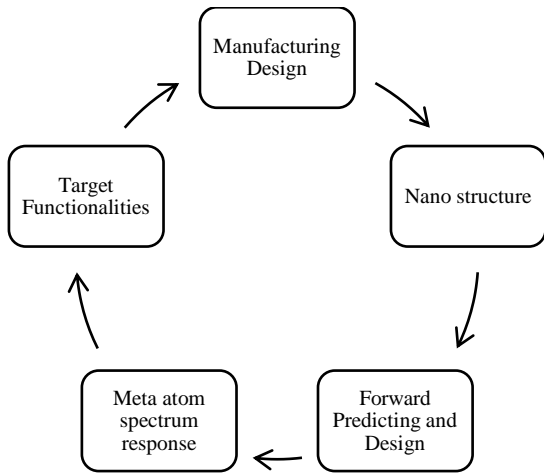 Manufacturing
Design
Nano structure
Forward
Predicting and
Design
Meta atom
spectrum
response
Target
Functionalities